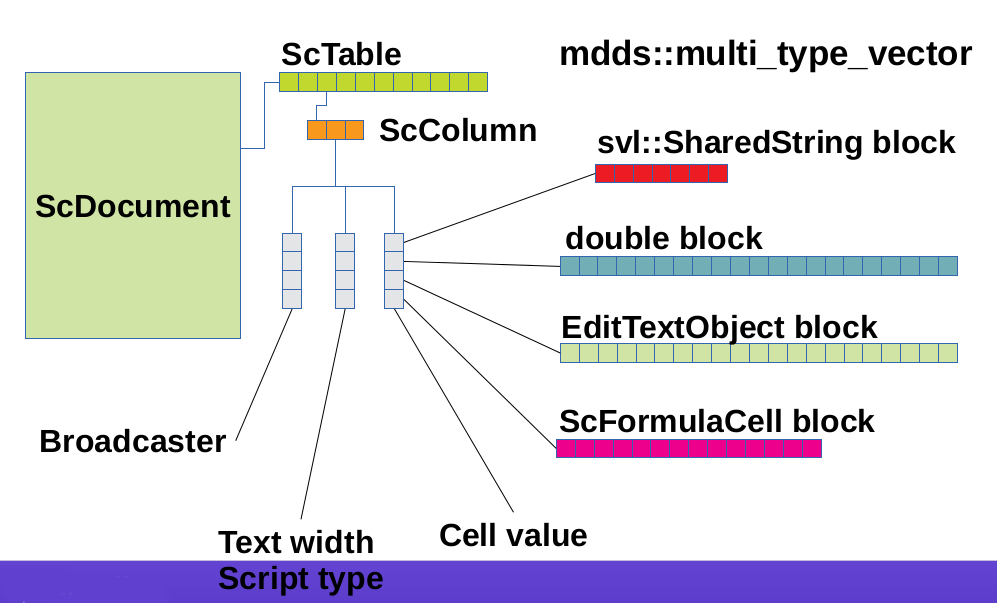 ScTable
mdds::multi_type_vector
ScColumn
svl::SharedString block
ScDocument
double block
EditTextObject block
ScFormulaCell block
Broadcaster
Text width
Script type
Cell value